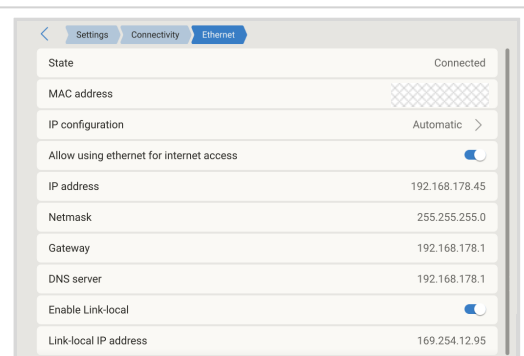 Settings Connectivity Ethernet
State Connected
MAC address
IP configuration Automatic
Allow using ethernet for internet access
IP address 192.168.178.45
Netmask 255.255.255.0
Gateway 192.168.178.1
DNS server 192.168.178.1
Enable Link-local
Link-local IP address 169.254.12.95